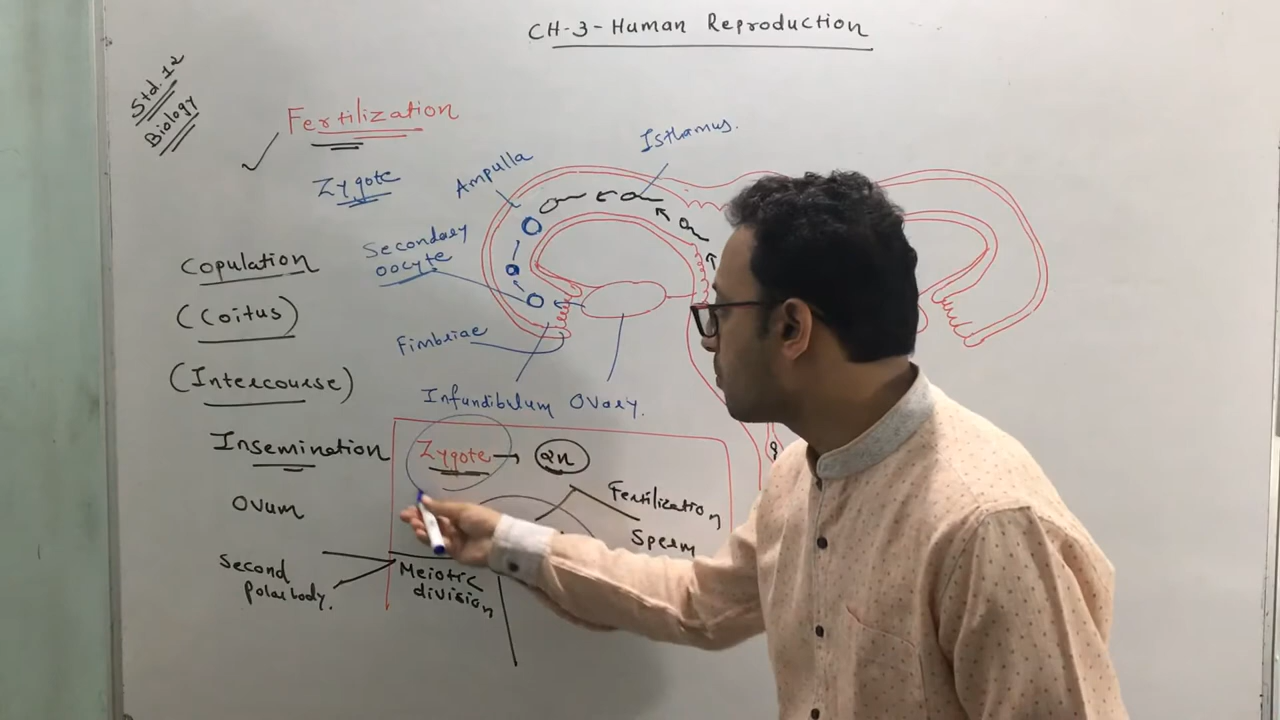 CH-3-Human Reproduction
Std.12
Biology
Fertilization
Zygote
Isthamus.
Ampulla
Secondary
oocyte
Fimbriae
Infundibulum
Ovary.
Copulation
(Coitus)
(Intercourse)
Insemination
Ovum
Second
polar body.
Zygote → 2n
Fertilization
Sperm
Meiotic
division